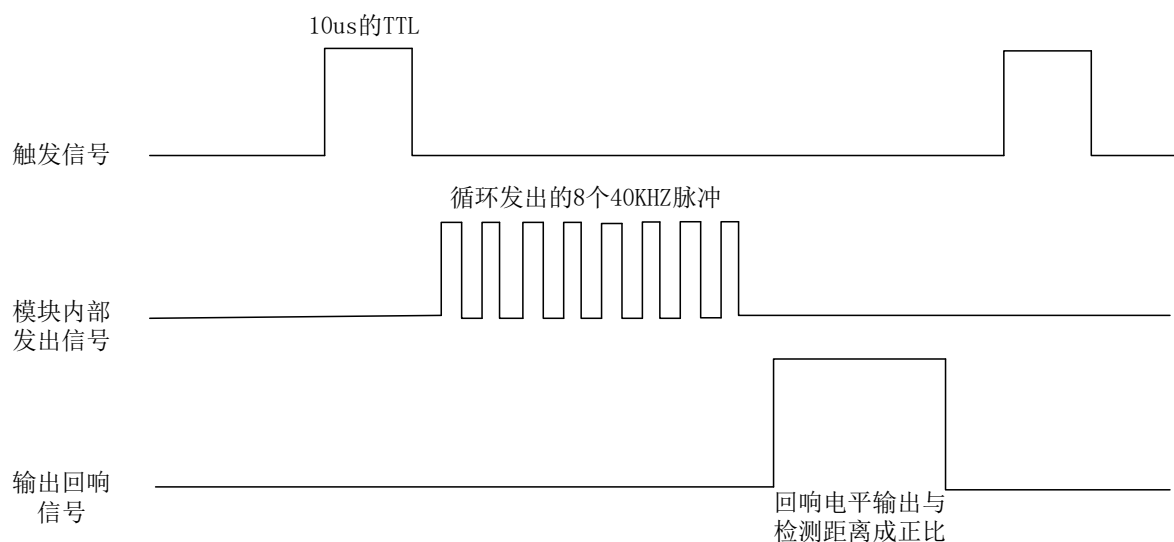 10us的TTL
触发信号
循环发出的8个40KHZ脉冲
模块内部
发出信号
输出回响
信号
回响电平输出与
检测距离成正比